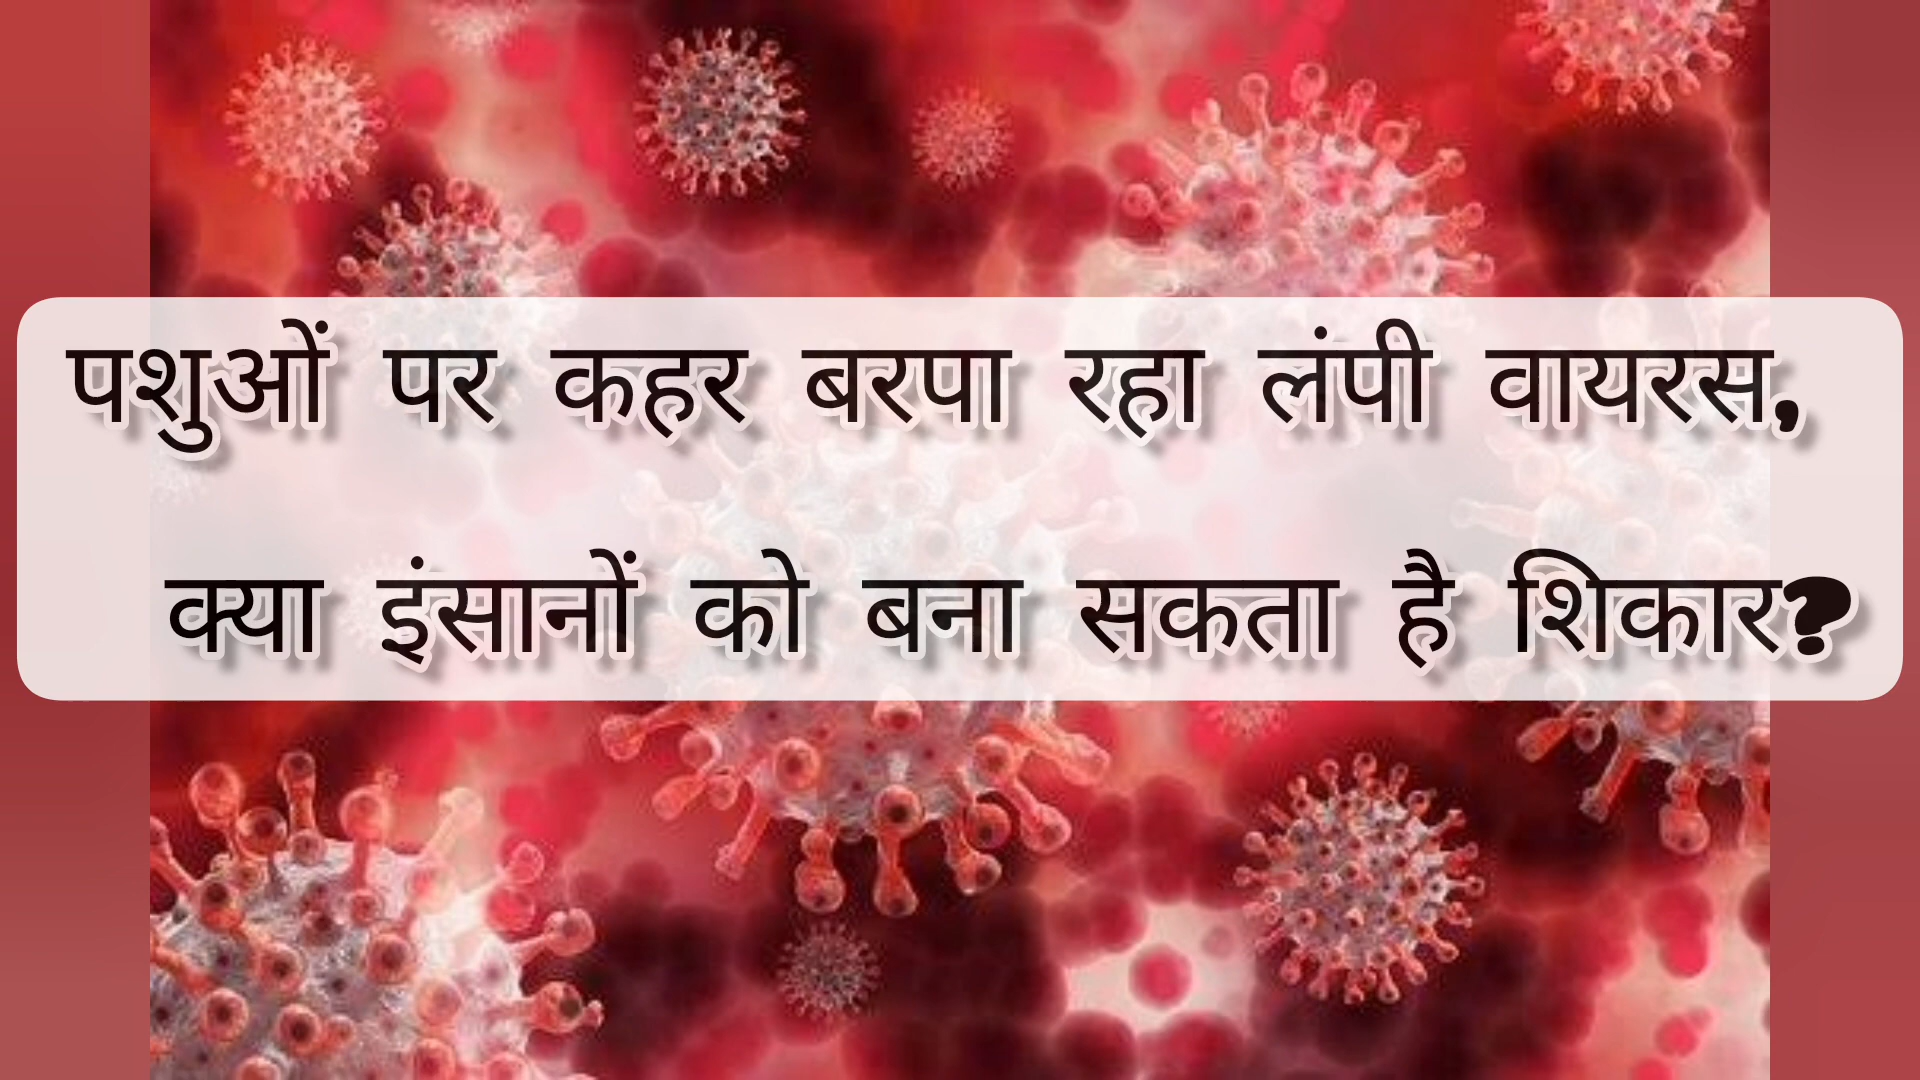 पशुओं पर कहर बरपा रहा लंपी वायरस,
क्या इंसानों को बना सकता है शिकार?